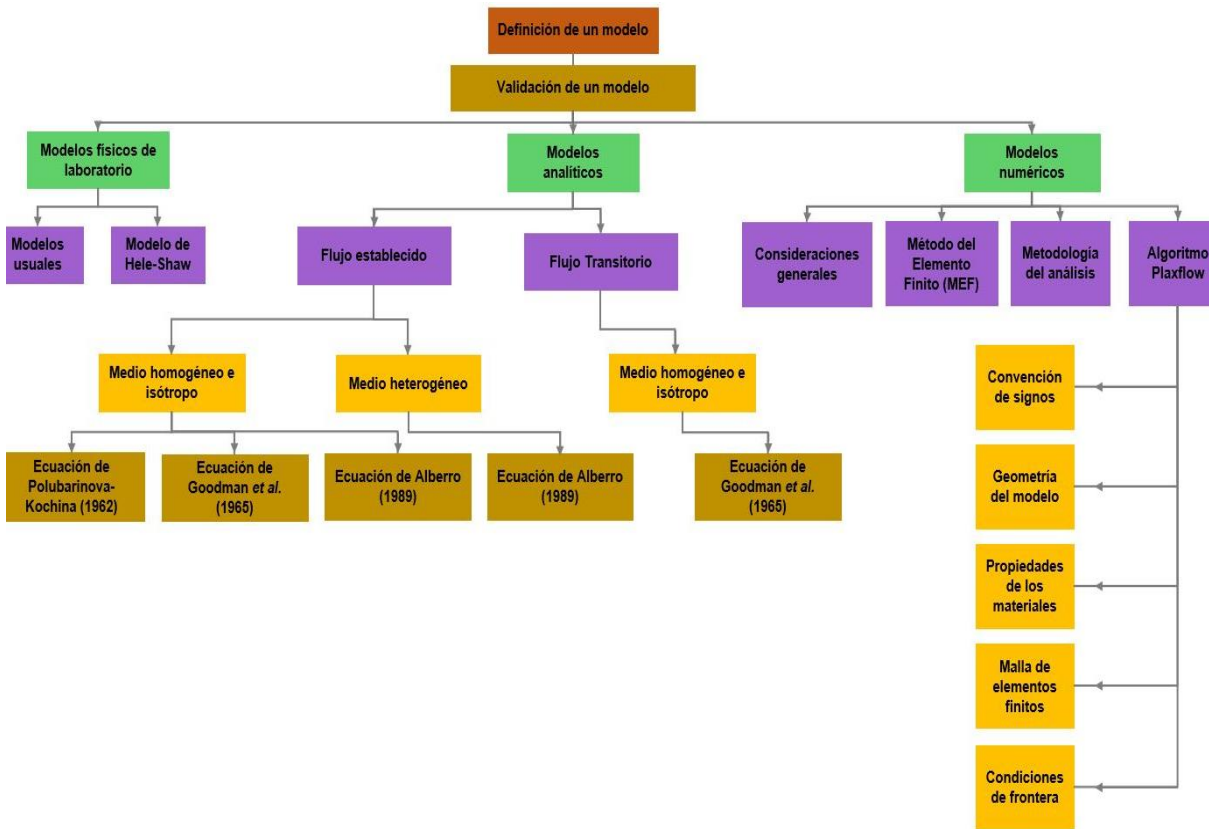 Definición de un modelo
Validación de un modelo
Modelos físicos de
laboratorio
Modelos
analíticos
Modelos
numéricos
Modelos
usuales
Modelo de
Hele-Shaw
Flujo establecido
Flujo Transitorio
Consideraciones
generales
Método del
Elemento
Finito (MEF)
Metodología
del análisis
Algoritmo
Plaxflow
Medio homogéneo e
isótropo
Medio heterogéneo
Medio homogéneo e
isotropo
Ecuación de
Polubarinova-
Kochina (1962)
Ecuación de
Goodman et al.
(1965)
Ecuación de Alberro
(1989)
Ecuación de Alberro
(1989)
Ecuación de
Goodman et al.
(1965)
Convención
de signos
Geometría
del modelo
Propiedades
de los
materiales
Malla de
elementos
finitos
Condiciones
de frontera